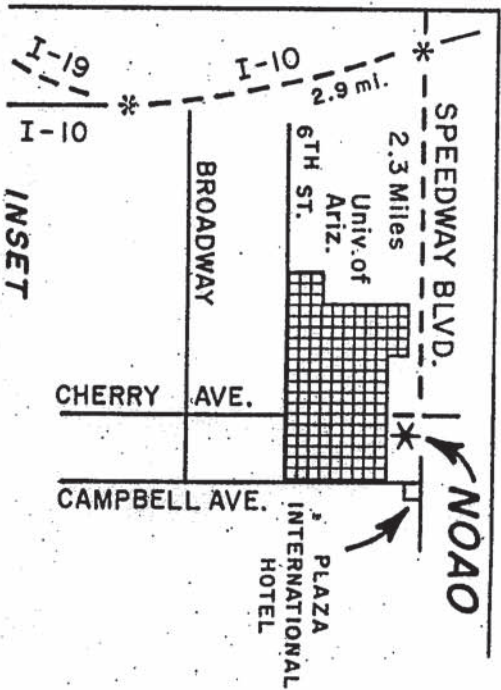 I-19
I-10
I-10
2.9 mi.
SPEEDWAY BLVD.
2.3 Miles
Univ. of
Ariz.
6TH ST.
BROADWAY
INSET
CHERRY AVE.
CAMPBELL AVE.
NOAO
PLAZA
INTERNATIONAL
HOTEL